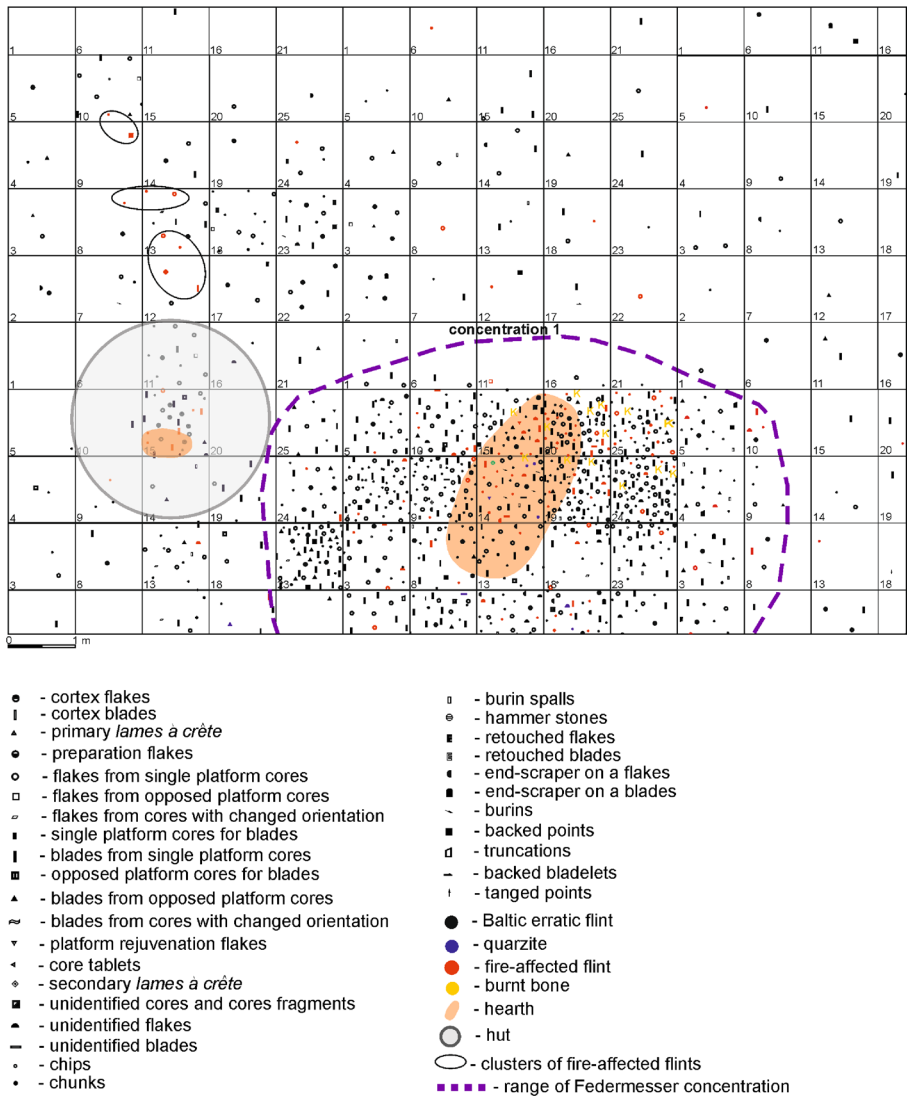 1 6 11 16 21 1 6 11 16 21 1 6 11 16
5 10 15 20 25 5 10 15 20 25 5 10 15 20
4 9 14 19 24 4 9 14 19 24 4 9 14 19
3 8 13 18 23 3 8 13 18 23 3 8 13 18
2 7 12 17 22 2 7 12 17 22 2 7 12 17
concentration 1
1 6 11 16 21 1 6 11 16 21 1 6 11 16
5 10 15 20 25 5 10 15 20 25 5 10 15 20
4 9 14 19 24 4 9 14 19 24 4 9 14 19
3 8 13 18 23 3 8 13 18 23 3 8 13 18
0 1 m
- cortex flakes
- cortex blades
- primary lames à crête
- preparation flakes
- flakes from single platform cores
- flakes from opposed platform cores
- flakes from cores with changed orientation
- single platform cores for blades
- blades from single platform cores
- opposed platform cores for blades
- blades from opposed platform cores
- blades from cores with changed orientation
- platform rejuvenation flakes
- core tablets
- secondary lames à crête
- unidentified cores and cores fragments
- unidentified flakes
- unidentified blades
- chips
- chunks
- burin spalls
- hammer stones
- retouched flakes
- retouched blades
- end-scraper on a flakes
- end-scraper on a blades
- burins
- backed points
- truncations
- backed bladelets
- tanged points
- Baltic erratic flint
- quarzite
- fire-affected flint
- burnt bone
- hearth
- hut
- clusters of fire-affected flints
- range of Federmesser concentration